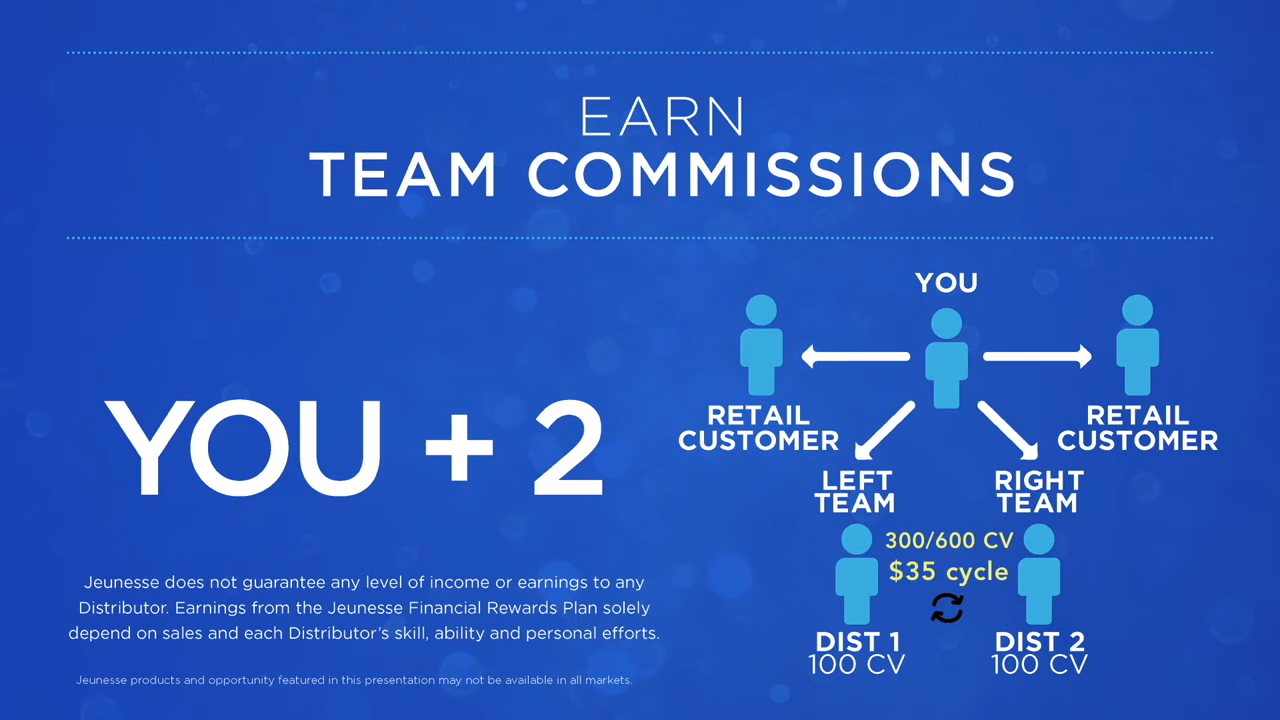 EARN
TEAM COMMISSIONS
YOU + 2
Jeunesse does not guarantee any level of income or earnings to any
Distributor. Earnings from the Jeunesse Financial Rewards Plan solely
depend on sales and each Distributor's skill, ability and personal efforts.
Jeunesse products and opportunity featured in this presentation may not be available in all markets.
YOU
RETAIL
CUSTOMER
RETAIL
CUSTOMER
LEFT
TEAM
RIGHT
TEAM
300/600 CV
$35 cycle
DIST 1
100 CV
DIST 2
100 CV